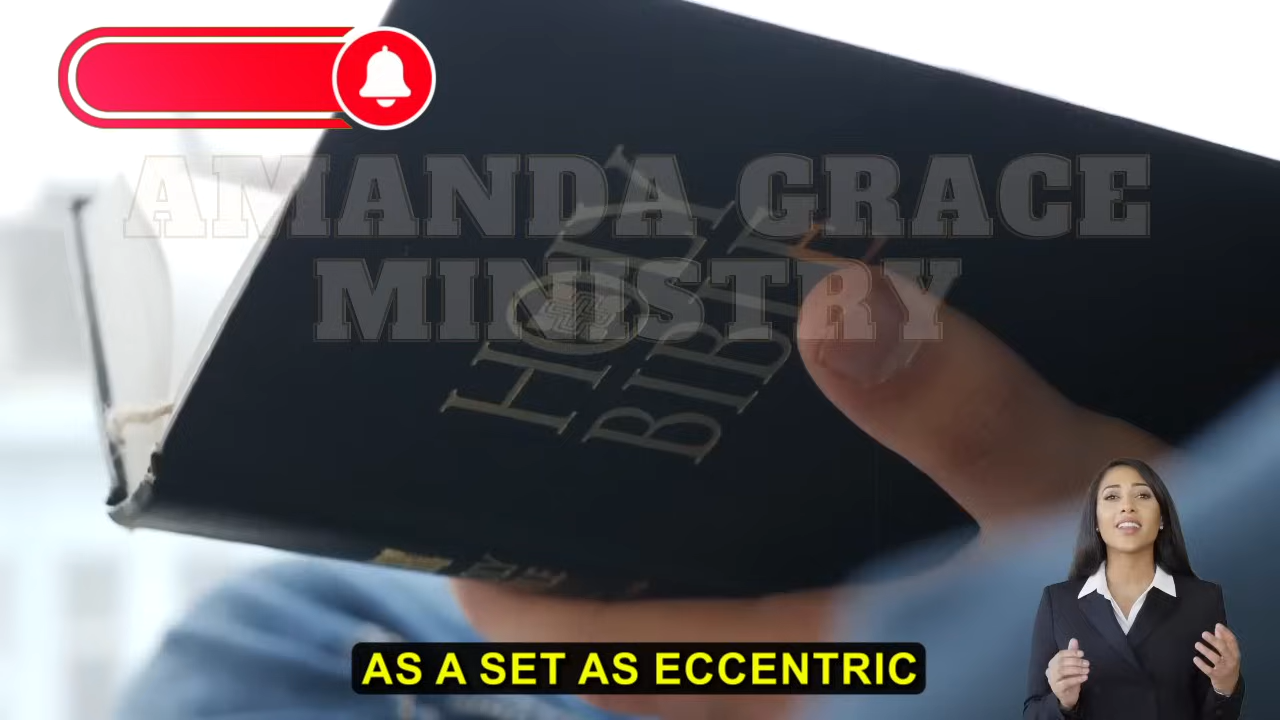 AMANDA GRACE
MINISTRY
HOLY
BIBLE
AS A SET AS ECCENTRIC